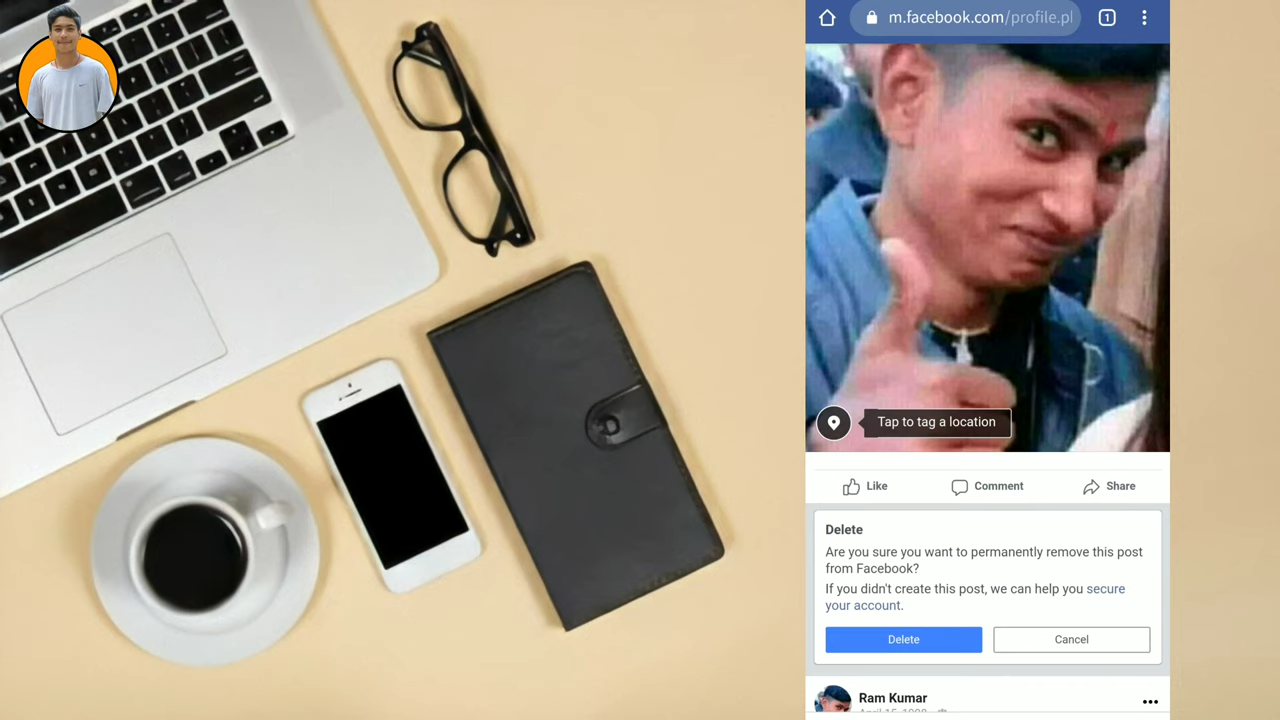 m.facebook.com/profile.pl
1
Tap to tag a location
Like
Comment
Share
Delete
Are you sure you want to permanently remove this post
from Facebook?
If you didn't create this post, we can help you secure
your account.
Delete
Cancel
Ram Kumar